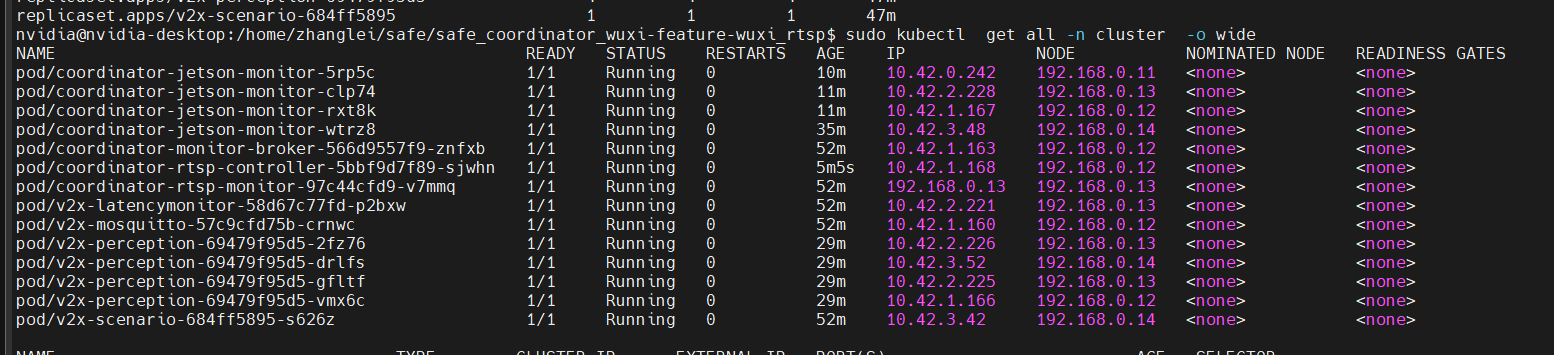 replicaset.apps/v2x-scenario-684ff5895 1 1 1 47m
nvidia@nvidia-desktop:/home/zhanglei/safe/safe_coordinator_wuxi-feature-wuxi_rtsp$ sudo kubectl  get all -n cluster  -o wide
NAME READY STATUS RESTARTS AGE IP NODE NOMINATED NODE READINESS GATES
pod/coordinator-jetson-monitor-5rp5c 1/1 Running 0 10m 10.42.0.242 192.168.0.11 <none> <none>
pod/coordinator-jetson-monitor-clp74 1/1 Running 0 11m 10.42.2.228 192.168.0.13 <none> <none>
pod/coordinator-jetson-monitor-rxt8k 1/1 Running 0 11m 10.42.1.167 192.168.0.12 <none> <none>
pod/coordinator-jetson-monitor-wtrz8 1/1 Running 0 35m 10.42.3.48 192.168.0.14 <none> <none>
pod/coordinator-monitor-broker-566d9557f9-znfxb 1/1 Running 0 52m 10.42.1.163 192.168.0.12 <none> <none>
pod/coordinator-rtsp-controller-5bbf9d7f89-sjwhn 1/1 Running 0 5m5s 10.42.1.168 192.168.0.12 <none> <none>
pod/coordinator-rtsp-monitor-97c44cfd9-v7mmq 1/1 Running 0 52m 192.168.0.13 192.168.0.13 <none> <none>
pod/v2x-latencymonitor-58d67c77fd-p2bxw 1/1 Running 0 52m 10.42.2.221 192.168.0.13 <none> <none>
pod/v2x-mosquitto-57c9cfd75b-crnwc 1/1 Running 0 52m 10.42.1.160 192.168.0.12 <none> <none>
pod/v2x-perception-69479f95d5-2fz76 1/1 Running 0 29m 10.42.2.226 192.168.0.13 <none> <none>
pod/v2x-perception-69479f95d5-drlfs 1/1 Running 0 29m 10.42.3.52 192.168.0.14 <none> <none>
pod/v2x-perception-69479f95d5-gfltf 1/1 Running 0 29m 10.42.2.225 192.168.0.13 <none> <none>
pod/v2x-perception-69479f95d5-vmx6c 1/1 Running 0 29m 10.42.1.166 192.168.0.12 <none> <none>
pod/v2x-scenario-684ff5895-s626z 1/1 Running 0 52m 10.42.3.42 192.168.0.14 <none> <none>